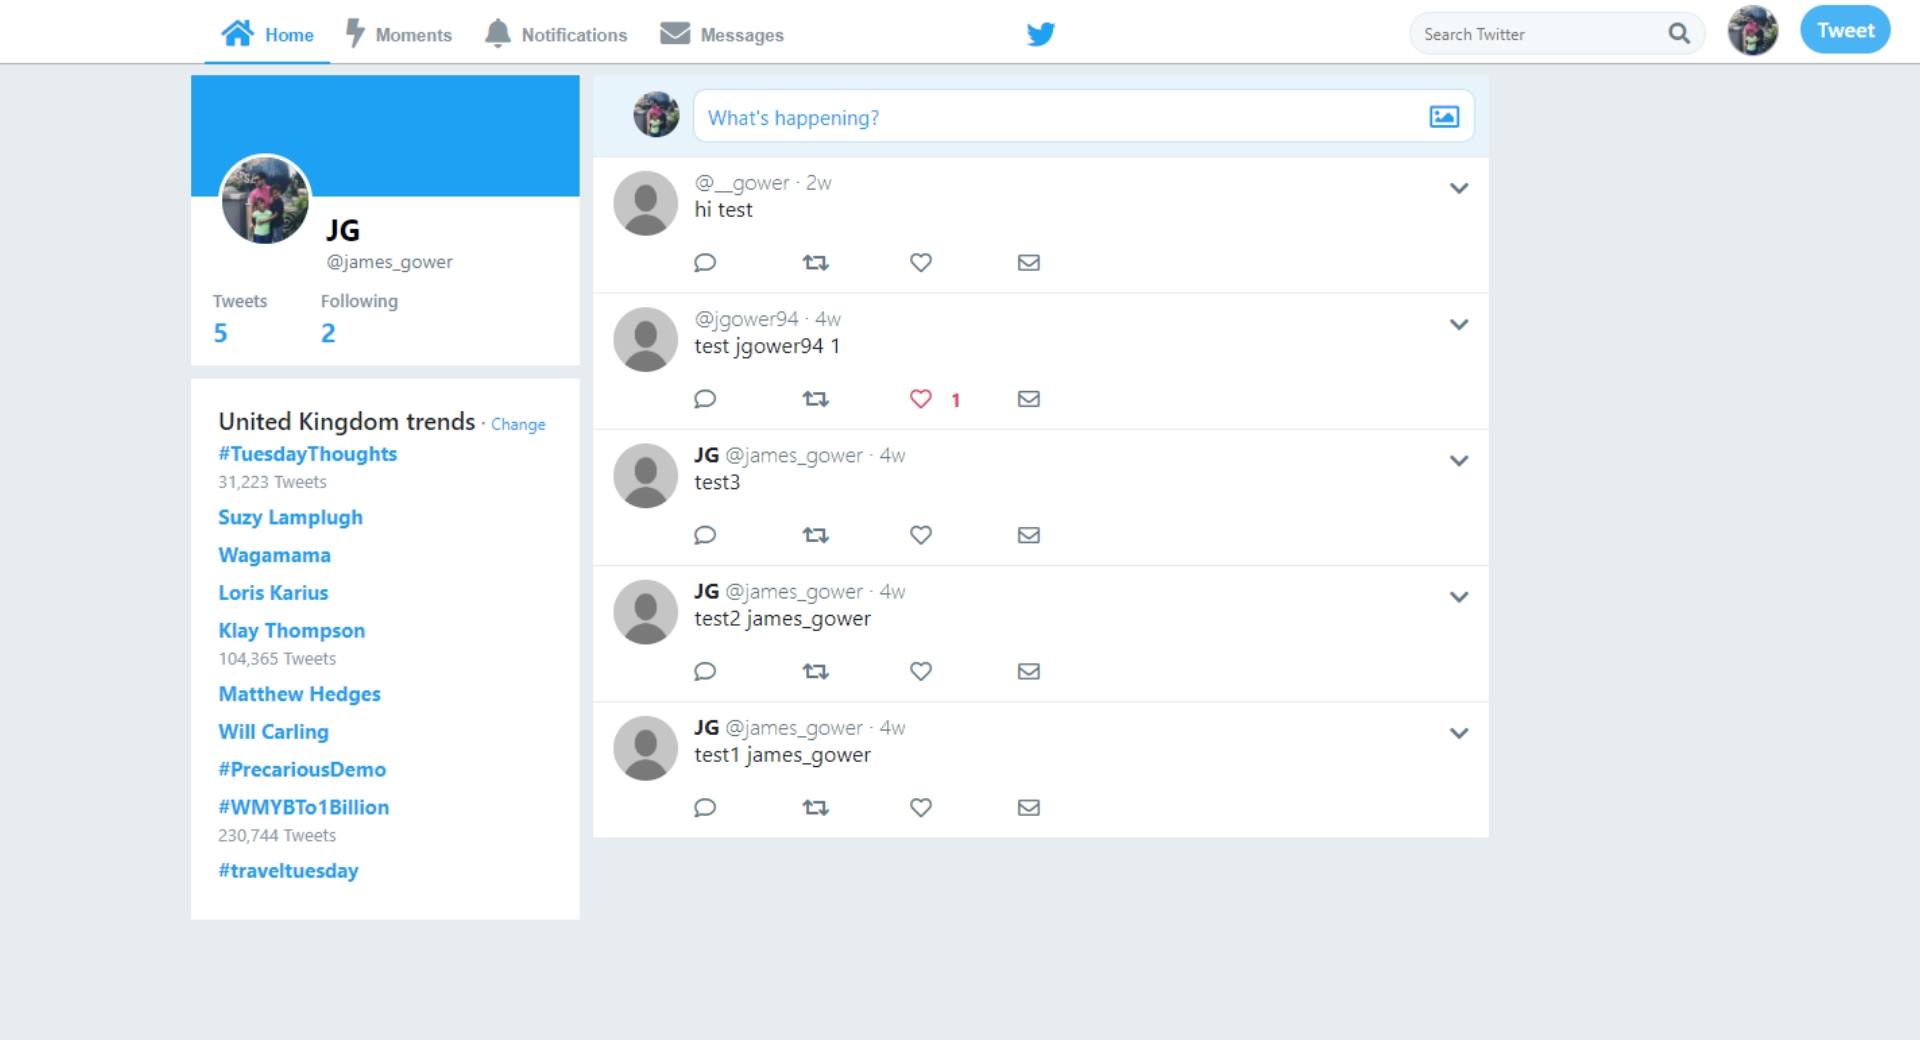 Home
Moments
Notifications
Messages
Search Twitter
Tweet
JG
@james_gower
Tweets
Following
5
2
United Kingdom trends · Change
#TuesdayThoughts
31,223 Tweets
Suzy Lamplugh
Wagamama
Loris Karius
Klay Thompson
104,365 Tweets
Matthew Hedges
Will Carling
#PrecariousDemo
#WMYBTo1Billion
230,744 Tweets
#traveltuesday
What's happening?
@__gower · 2w
hi test
@jgower94 · 4w
test jgower94 1
1
JG @james_gower · 4w
test3
JG @james_gower · 4w
test2 james_gower
JG @james_gower · 4w
test1 james_gower